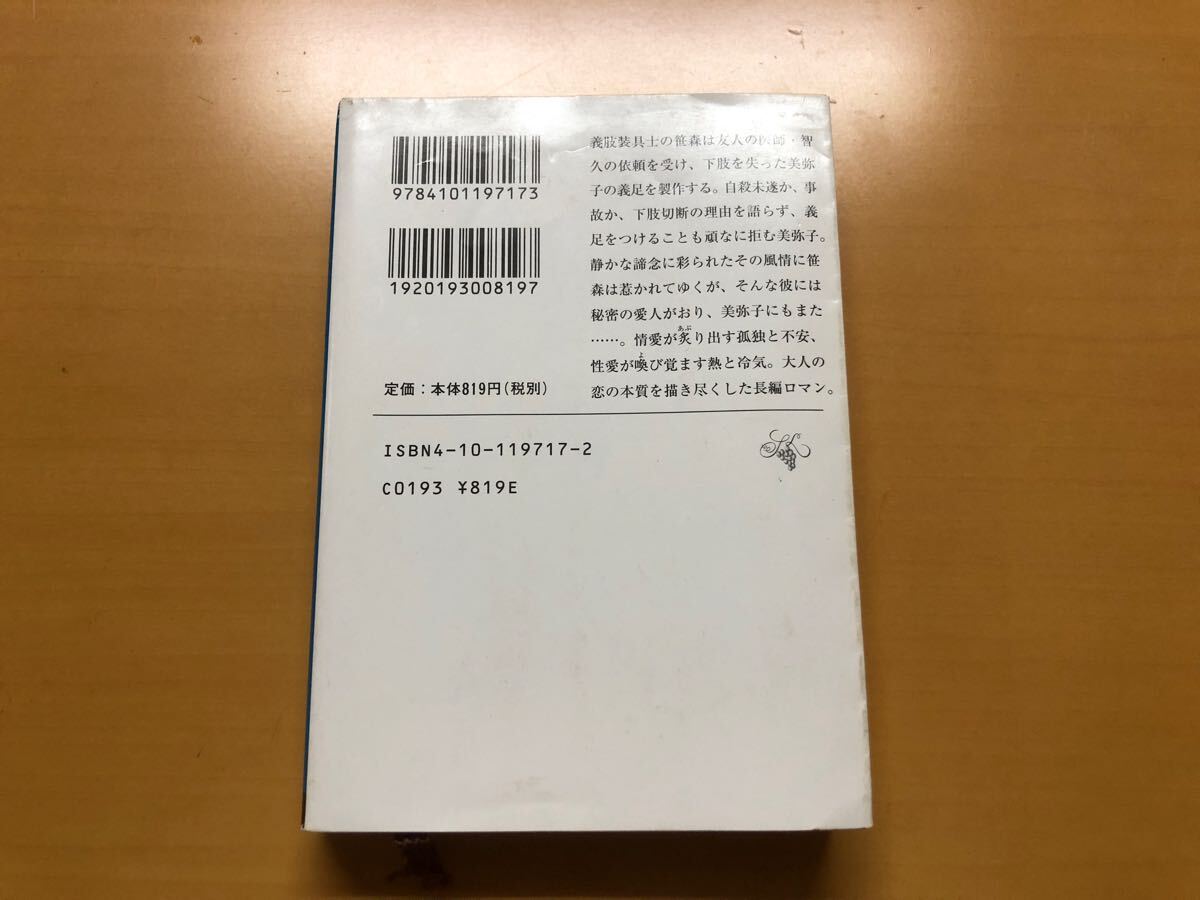 9784101197173
1920193008197
定価：本体819円（税別）
義肢装具士の笹森は友人の医師・智
久の依頼を受け、下肢を失った美弥
子の義足を製作する。自殺未遂か、事
故か、下肢切断の理由を語らず、義
足をつけることも頑なに拒む美弥子。
静かな諦念に彩られたその風情に笹
森は惹かれてゆくが、そんな彼には
秘密の愛人がおり、美弥子にもまた
……。情愛が炙り出す孤独と不安、
あぶ
性愛が喚び覚ます熱と冷気。大人の
よ
恋の本質を描き尽くした長編ロマン。
ISBN4-10-119717-2
C0193 ¥819E